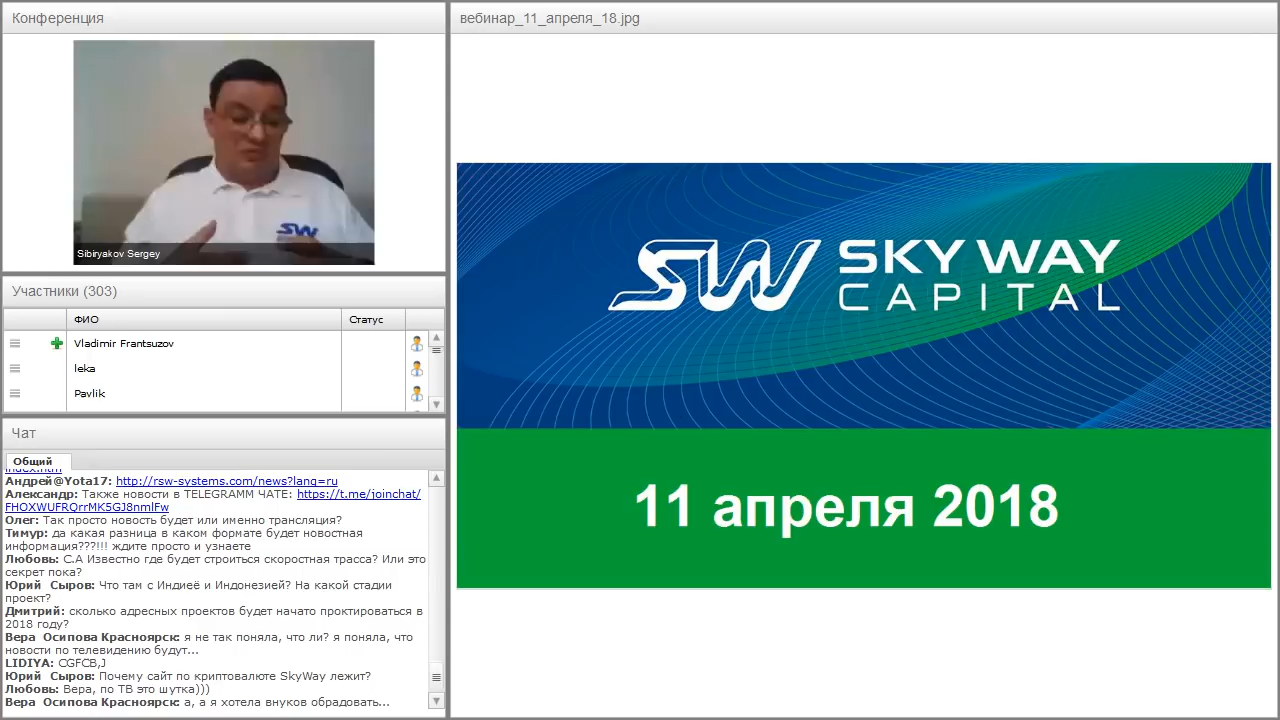 Конференция
Sibiryakov Sergey
SW
Участники (303)
ФИО
Статус
Vladimir Frantsuzov
leka
Pavlik
Чат
Общий
index.htm
Андрей@Yota17: http://rsw-systems.com/news?lang=ru
Александр: Также новости в TELEGRAMM ЧАТЕ: https://t.me/joinchat/
Олег: Так просто новость будет или именно трансляция?
Тимур: да какая разница в каком формате будет новостная
информация???!!! ждите просто и узнаете
Любовь: С.А Известно где будет строиться скоростная трасса? Или это
секрет пока?
Юрий Сыров: Что там с Индиеё и Индонезией? На какой стадии
проект?
Дмитрий: сколько адресных проектов будет начато проктироваться в
2018 году?
Вера Осипова Красноярск: я не так поняла, что ли? я поняла, что
новости по телевидению будут...
LIDIYA: CGFCB,J
Юрий Сыров: Почему сайт по криптовалюте SkyWay лежит?
Любовь: Вера, по ТВ это шутка)))
Вера Осипова Красноярск: а, а я хотела внуков обрадовать...
вебинар_11_апреля_18.jpg
SW SKY WAY
CAPITAL
11 апреля 2018